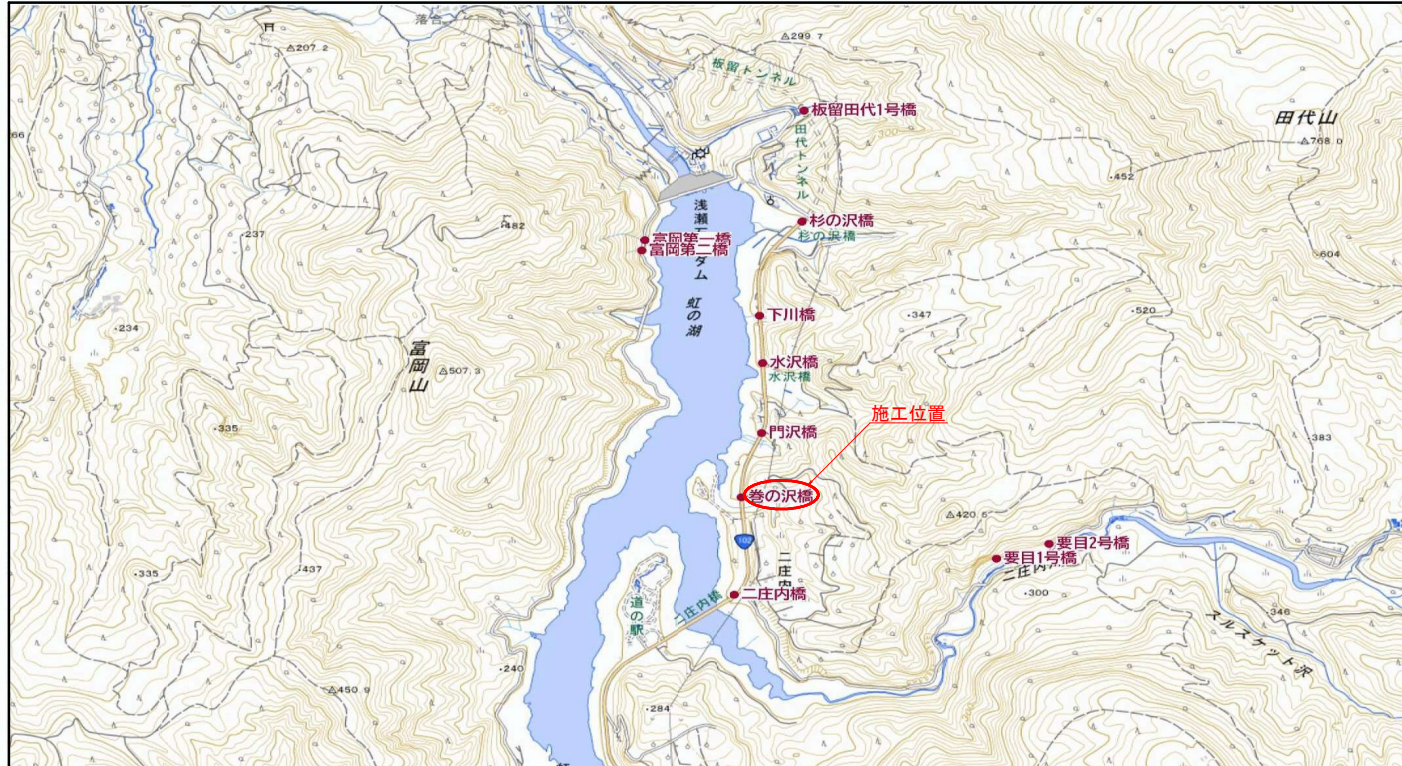 落合
207.2
299.7
板留トンネル
板留田代1号橋
田代山
768.0
66
田代トンネル
300
452
250
浅瀬石ダム
虹の湖
482
237
富岡第一橋
富岡第二橋
杉の沢橋
杉の沢橋
604
下川橋
347
520
234
富岡山
507.3
水沢橋
水沢橋
施工位置
335
門沢橋
383
巻の沢橋
420.6
102
要目2号橋
要目1号橋
二庄内
二庄内
300
335
437
二庄内橋
二庄内橋
道の駅
346
スルスケット沢
240
450.9
284
300